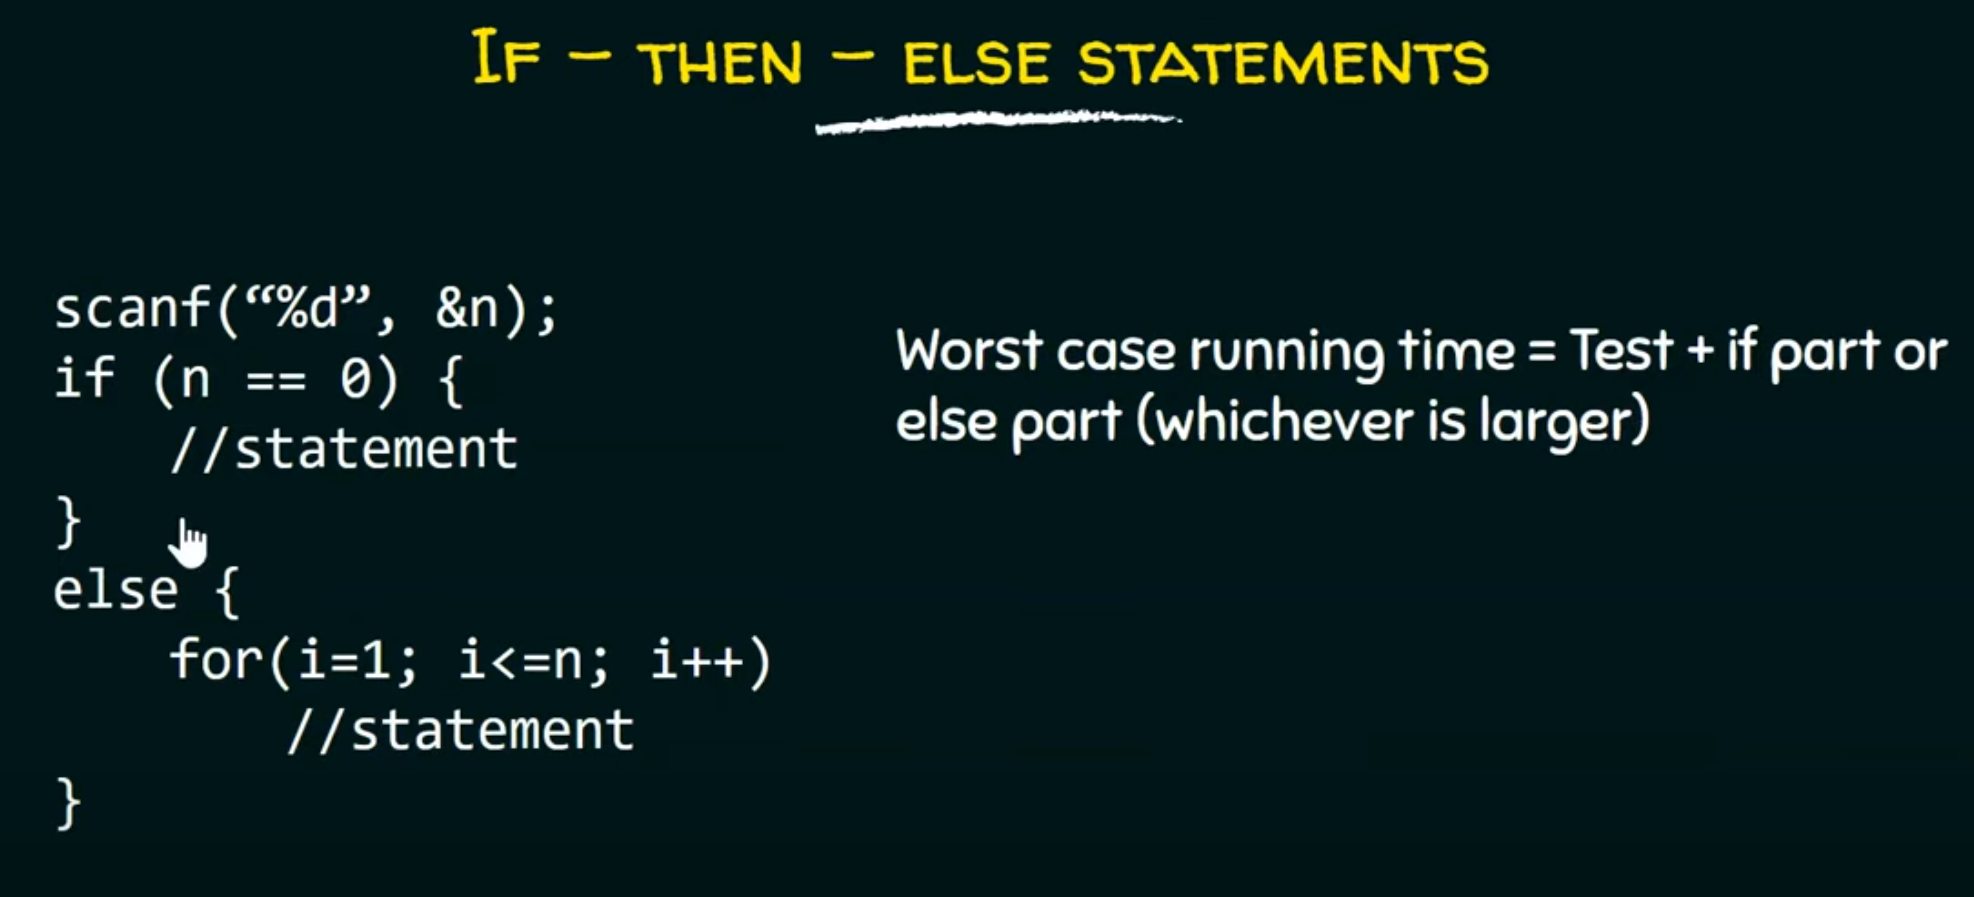 IF – THEN – ELSE STATEMENTS
scanf(“%d”, &n);
if (n == 0) {
//statement
}
else {
for(i=1; i<=n; i++)
//statement
}
Worst case running time = Test + if part or
else part (whichever is larger)